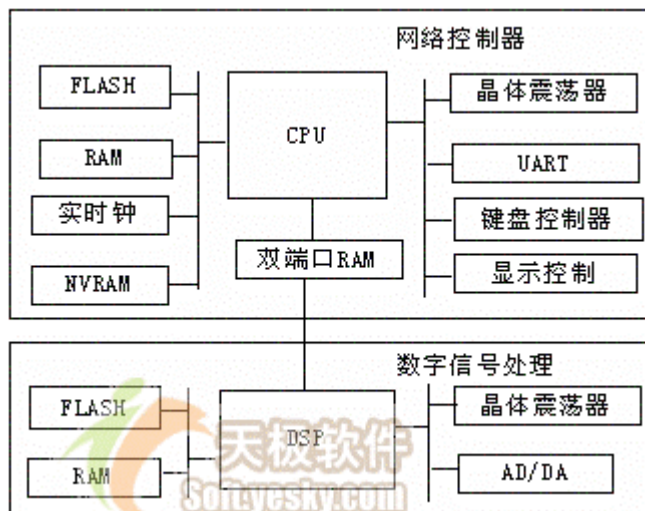 网络控制器
FLASH
RAM
实时钟
NVRAM
CPU
双端口RAM
晶体震荡器
UART
键盘控制器
显示控制
数字信号处理
FLASH
RAM
DSP
晶体震荡器
AD/DA
天极软件
Soft.yesky.com